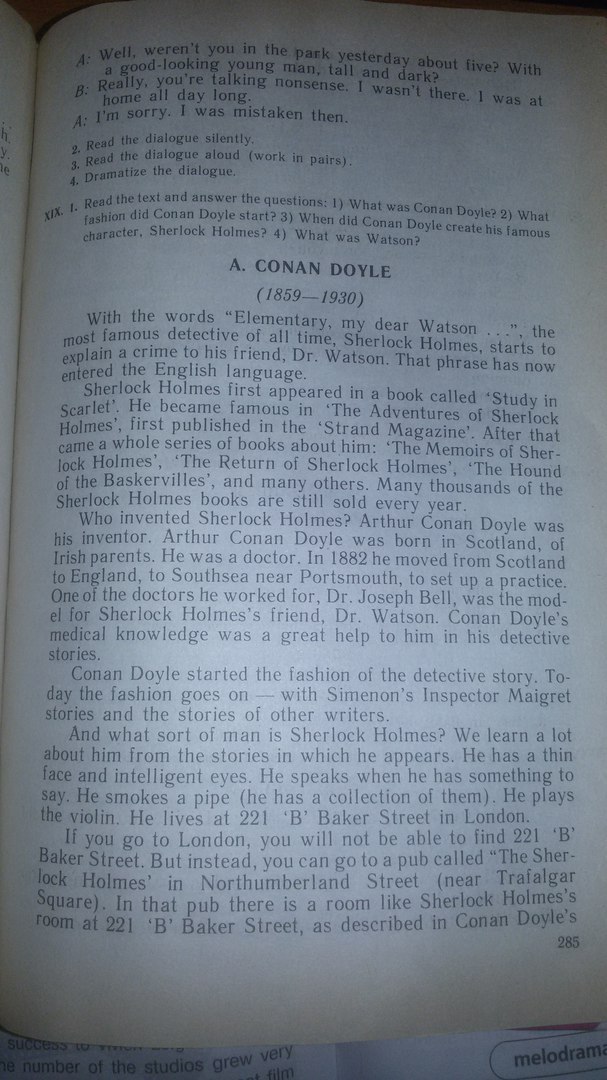 A: Well, weren't you in the park yesterday about five? With
a good-looking young man, tall and dark?
B: Really, you're talking nonsense. I wasn't there. I was at
home all day long.
A: I'm sorry. I was mistaken then.
2. Read the dialogue silently.
3. Read the dialogue aloud (work in pairs).
4. Dramatize the dialogue.
XIX. 1. Read the text and answer the questions: 1) What was Conan Doyle? 2) What
fashion did Conan Doyle start? 3) When did Conan Doyle create his famous
character, Sherlock Holmes? 4) What was Watson?
A. CONAN DOYLE
(1859—1930)
With the words “Elementary, my dear Watson ...”, the
most famous detective of all time, Sherlock Holmes, starts to
explain a crime to his friend, Dr. Watson. That phrase has now
entered the English language.
Sherlock Holmes first appeared in a book called ‘Study in
Scarlet’. He became famous in ‘The Adventures of Sherlock
Holmes’, first published in the ‘Strand Magazine’. After that
came a whole series of books about him: ‘The Memoirs of Sher-
lock Holmes’, ‘The Return of Sherlock Holmes’, ‘The Hound
of the Baskervilles’, and many others. Many thousands of the
Sherlock Holmes books are still sold every year.
Who invented Sherlock Holmes? Arthur Conan Doyle was
his inventor. Arthur Conan Doyle was born in Scotland, of
Irish parents. He was a doctor. In 1882 he moved from Scotland
to England, to Southsea near Portsmouth, to set up a practice.
One of the doctors he worked for, Dr. Joseph Bell, was the mod-
el for Sherlock Holmes's friend, Dr. Watson. Conan Doyle's
medical knowledge was a great help to him in his detective
stories.
Conan Doyle started the fashion of the detective story. To-
day the fashion goes on — with Simenon's Inspector Maigret
stories and the stories of other writers.
And what sort of man is Sherlock Holmes? We learn a lot
about him from the stories in which he appears. He has a thin
face and intelligent eyes. He speaks when he has something to
say. He smokes a pipe (he has a collection of them). He plays
the violin. He lives at 221 ‘B’ Baker Street in London.
If you go to London, you will not be able to find 221 ‘B’
Baker Street. But instead, you can go to a pub called “The Sher-
lock Holmes’ in Northumberland Street (near Trafalgar
Square). In that pub there is a room like Sherlock Holmes's
room at 221 ‘B’ Baker Street, as described in Conan Doyle's
285
success to
number of the studios grew very
film
melodrama